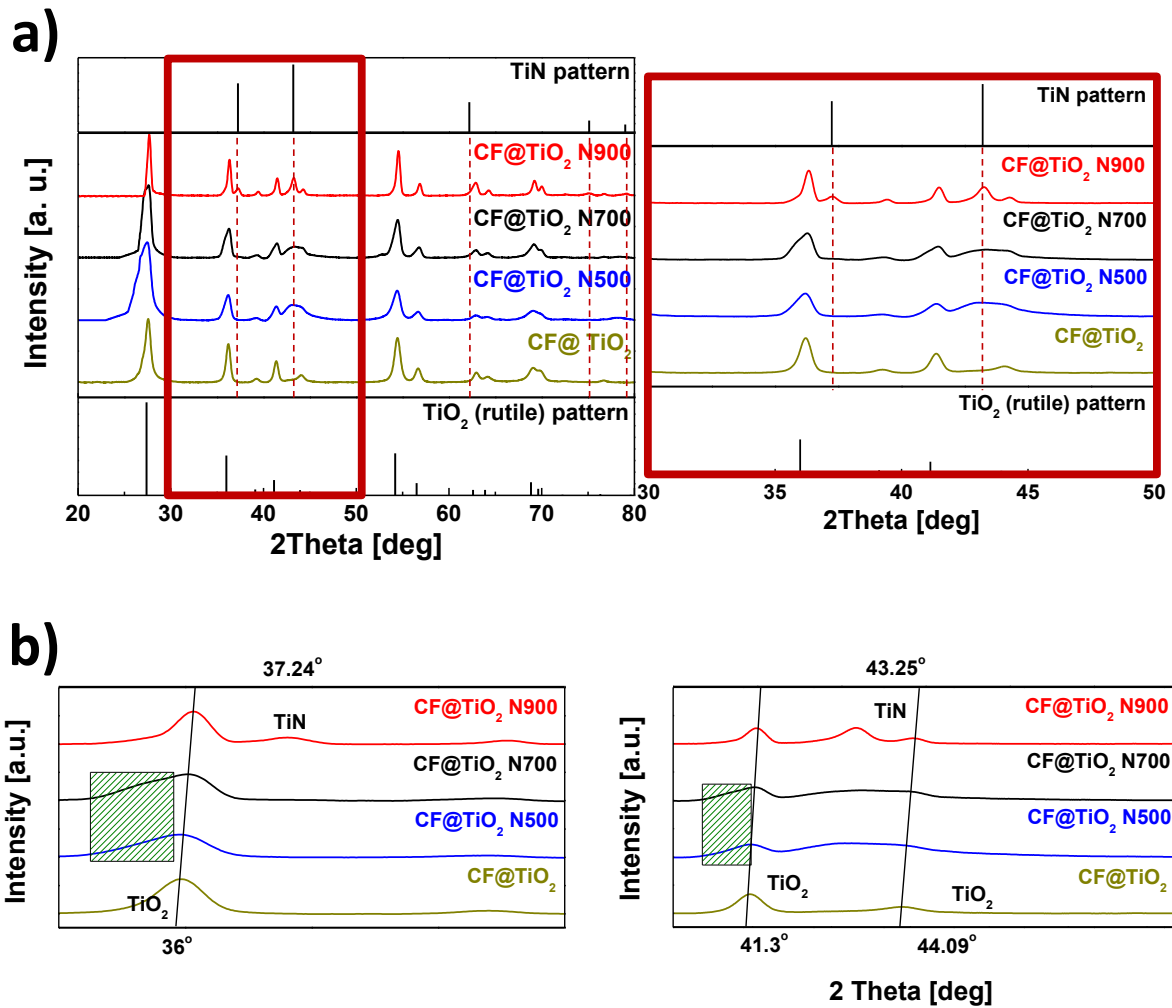 a)
TiN pattern
CF@TiO₂ N900
CF@TiO₂ N700
CF@TiO₂ N500
CF@ TiO₂
TiO₂ (rutile) pattern
Intensity [a. u.]
20 30 40 50 60 70 80
2Theta [deg]
TiN pattern
CF@TiO₂ N900
CF@TiO₂ N700
CF@TiO₂ N500
CF@TiO₂
TiO₂ (rutile) pattern
30 35 40 45 50
2Theta [deg]
b)
37.24°
CF@TiO₂ N900
TiN
CF@TiO₂ N700
CF@TiO₂ N500
CF@TiO₂
TiO₂
Intensity [a.u.]
36°
43.25°
CF@TiO₂ N900
TiN
CF@TiO₂ N700
CF@TiO₂ N500
CF@TiO₂
TiO₂
TiO₂
Intensity [a.u.]
41.3°
44.09°
2 Theta [deg]